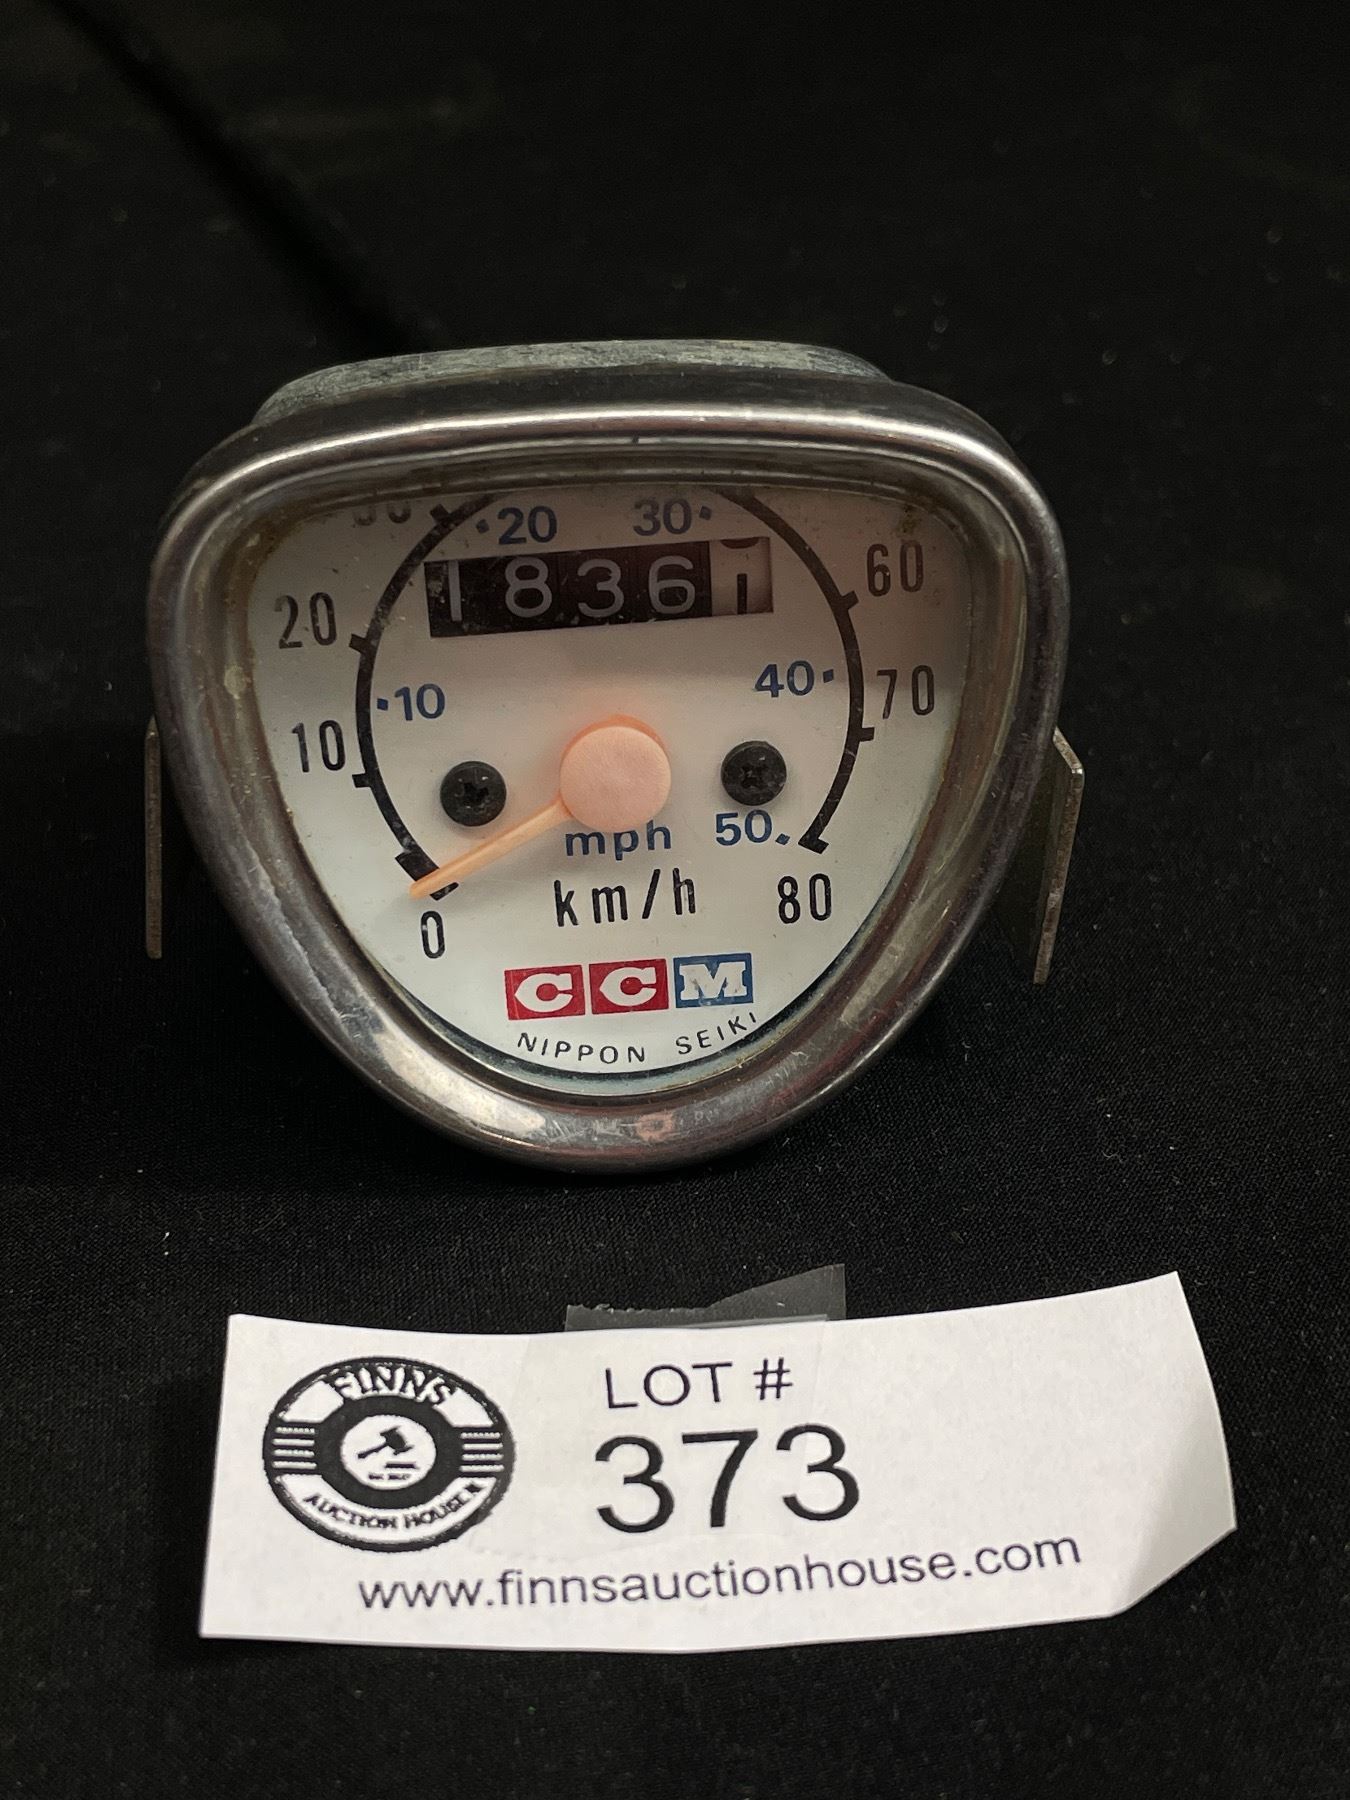 20 30
18361
20 60
10 40 70
10
mph 50
km/h 80
0
CCM
NIPPON SEIKI
FINNS
AUCTION HOUSE
LOT #
373
www.finnsauctionhouse.com